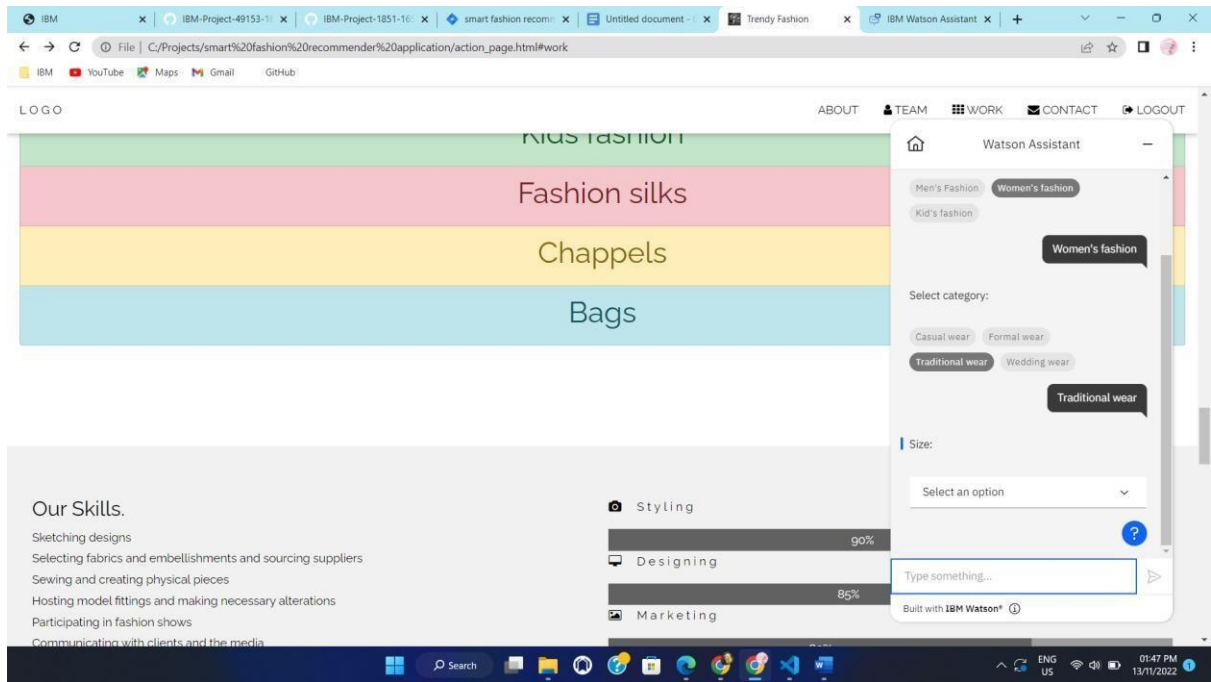 IBM
IBM-Project-49153-1
IBM-Project-1851-16
smart fashion recomn
Untitled document -
Trendy Fashion
IBM Watson Assistant
File | C:/Projects/smart%20fashion%20recommender%20application/action_page.html#work
IBM YouTube Maps Gmail GitHub
LOGO
ABOUT TEAM WORK CONTACT LOGOUT
Kids fashion
Fashion silks
Chappels
Bags
Our Skills.
Sketching designs
Selecting fabrics and embellishments and sourcing suppliers
Sewing and creating physical pieces
Hosting model fittings and making necessary alterations
Participating in fashion shows
Communicating with clients and the media
Styling
90%
Designing
85%
Marketing
Watson Assistant
Men's Fashion Women's fashion
Kid's fashion
Women's fashion
Select category:
Casual wear Formal wear
Traditional wear Wedding wear
Traditional wear
Size:
Select an option
?
Type something...
Built with IBM Watson®
Search
ENG
US
01:47 PM
13/11/2022
1